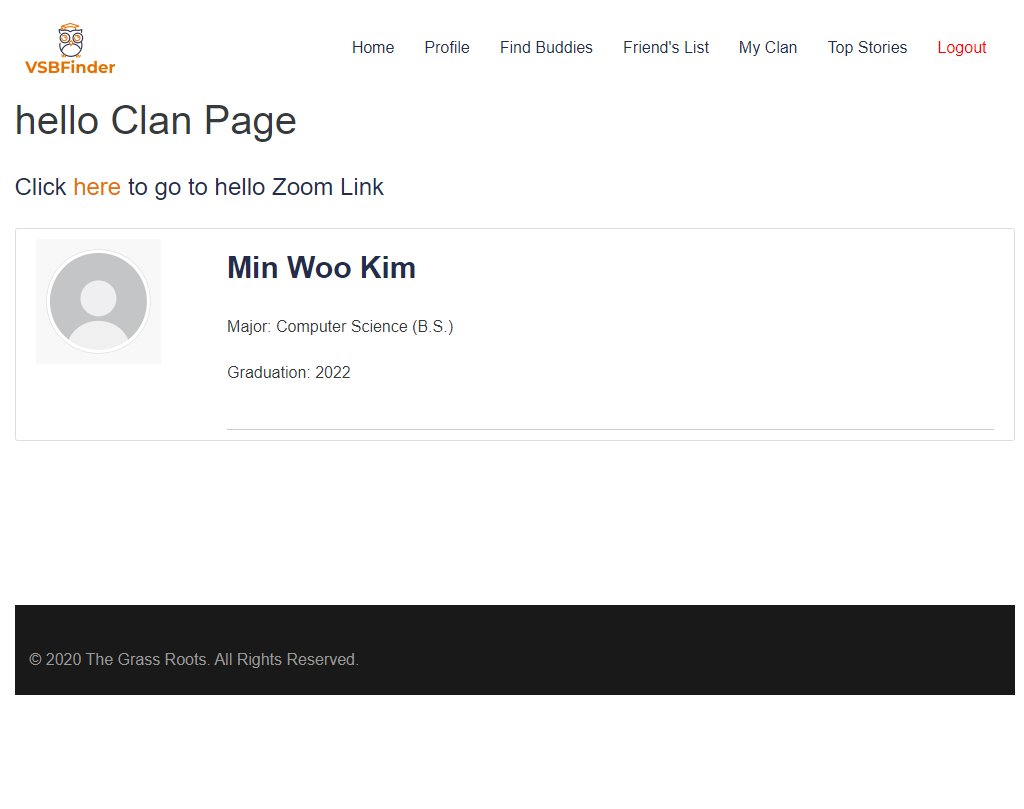 VSBFinder
Home Profile Find Buddies Friend's List My Clan Top Stories Logout
hello Clan Page
Click here to go to hello Zoom Link
Min Woo Kim
Major: Computer Science (B.S.)
Graduation: 2022
© 2020 The Grass Roots. All Rights Reserved.